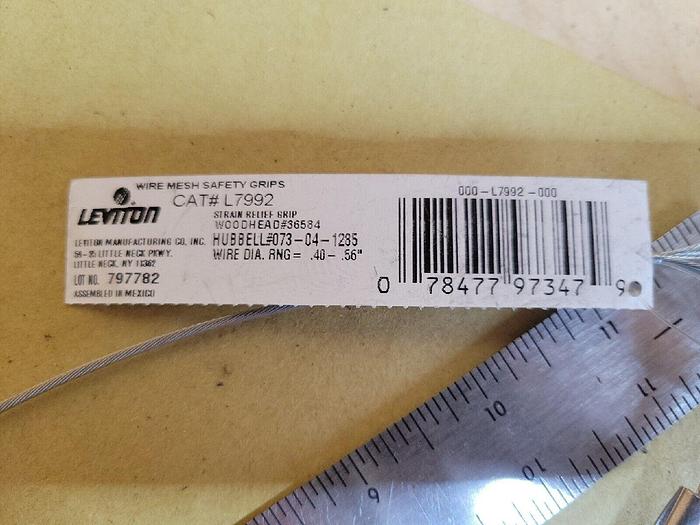 WIRE MESH SAFETY GRIPS
CAT# L7992
LEVITON
STRAIN RELIEF GRIP
WOODHEAD#36584
LEVITON MANUFACTURING CO, INC.
HUBBELL#073-04-1285
59-25 LITTLE NECK PKWY.
WIRE DIA. RNG= .40-.56"
LITTLE NECK, NY 11362
LOT NO. 797782
ASSEMBLED IN MEXICO
000-L7992-000
0 78477 97347 9
9 10 11
10 11